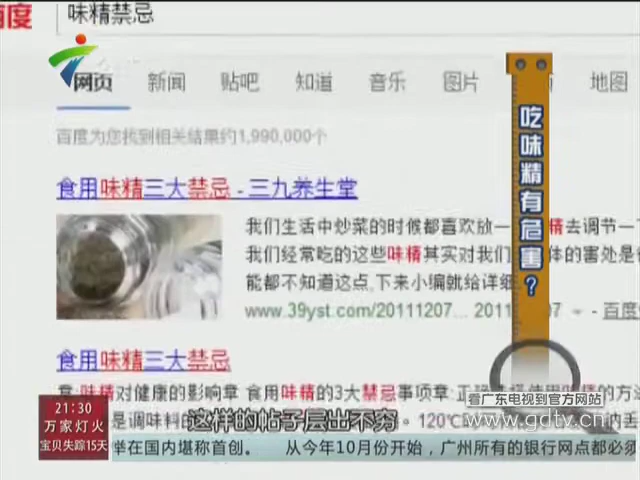 百度
味精禁忌
网页 新闻 贴吧 知道 音乐 图片 地图
百度为您找到相关结果约1,990,000个
食用味精三大禁忌 - 三九养生堂
我们生活中炒菜的时候都喜欢放一 精去调节一下
我们经常吃的这些味精其实对我们 体的害处是
能都不知道这点,下来小编就给详细
www.39yst.com/20111207... 2011 07 - 百度
吃味精有危害?
食用味精三大禁忌
章:味精对健康的影响章 食用味精的3大禁忌事项章:正确
是调味料的 120℃
这样的帖子层出不穷
看广东电视到官方网站
www.gdtv.cn
21:30
万家灯火
宝贝失踪15天
举在国内堪称首创。 从今年10月份开始，广州所有的银行网点都必须